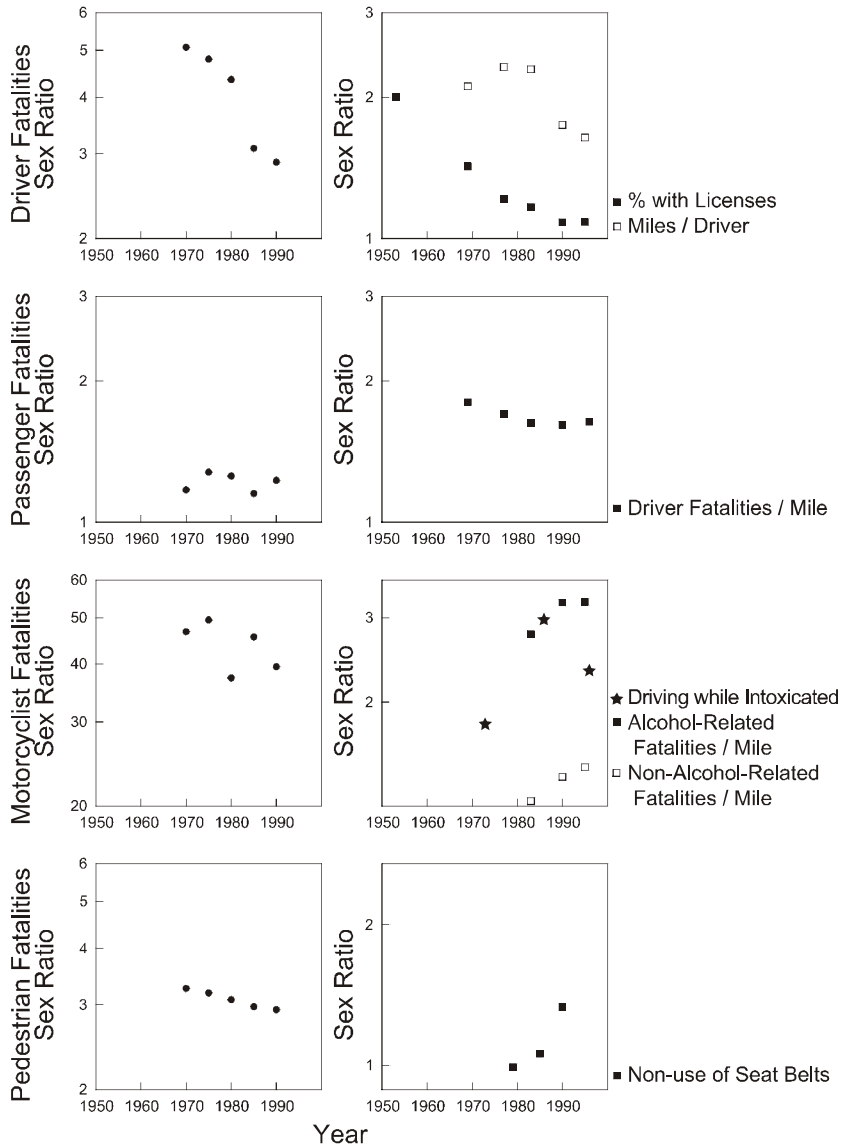 Driver Fatalities
Sex Ratio
6
5
4
3
2
1950 1960 1970 1980 1990
Sex Ratio
3
2
1
1950 1960 1970 1980 1990
% with Licenses
Miles / Driver
Passenger Fatalities
Sex Ratio
3
2
1
1950 1960 1970 1980 1990
Sex Ratio
3
2
1
1950 1960 1970 1980 1990
Driver Fatalities / Mile
Motorcyclist Fatalities
Sex Ratio
60
50
40
30
20
1950 1960 1970 1980 1990
Sex Ratio
3
2
1950 1960 1970 1980 1990
Driving while Intoxicated
Alcohol-Related
Fatalities / Mile
Non-Alcohol-Related
Fatalities / Mile
Pedestrian Fatalities
Sex Ratio
6
5
4
3
2
1950 1960 1970 1980 1990
Sex Ratio
2
1
1950 1960 1970 1980 1990
Non-use of Seat Belts
Year